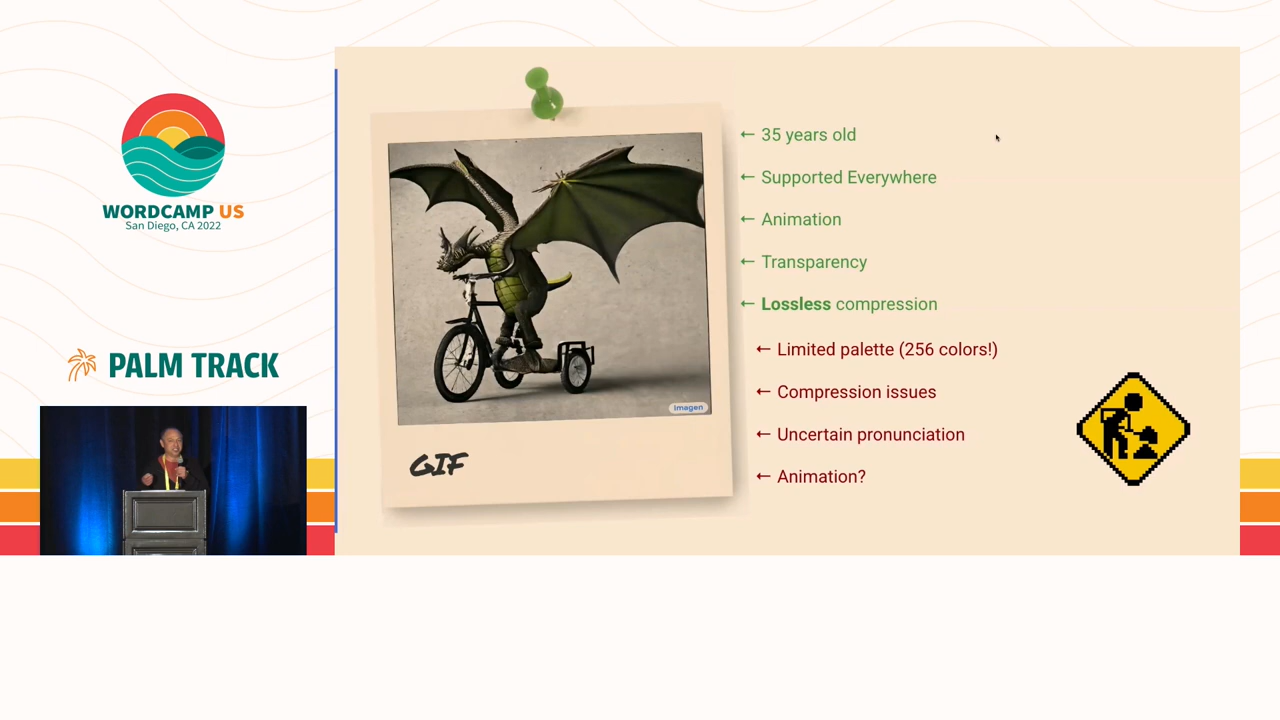 WORDCAMP US
San Diego, CA 2022
PALM TRACK
Imagen
GIF
← 35 years old
← Supported Everywhere
← Animation
← Transparency
← Lossless compression
← Limited palette (256 colors!)
← Compression issues
← Uncertain pronunciation
← Animation?